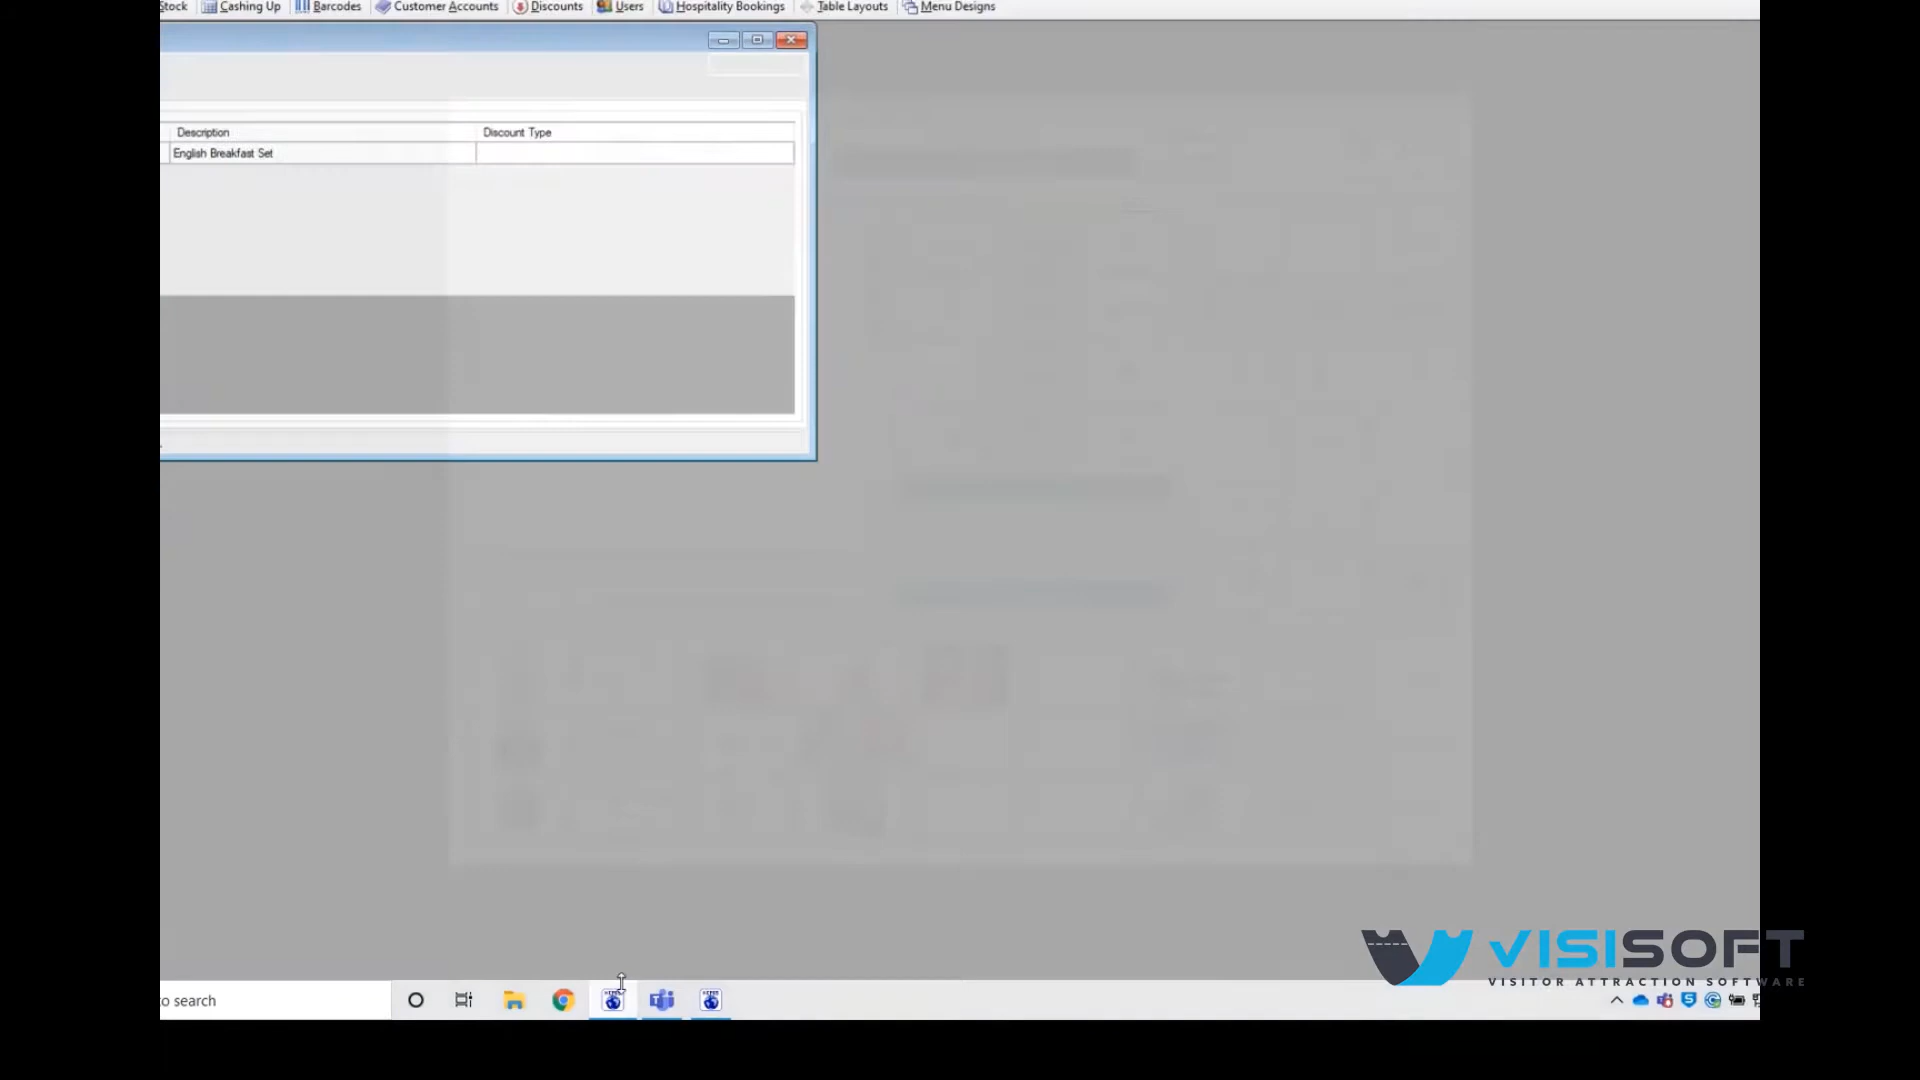 Stock Cashing Up Barcodes Customer Accounts Discounts Users Hospitality Bookings Table Layouts Menu Designs
Description Discount Type
English Breakfast Set
VISISOFT
VISITOR ATTRACTION SOFTWARE
to search